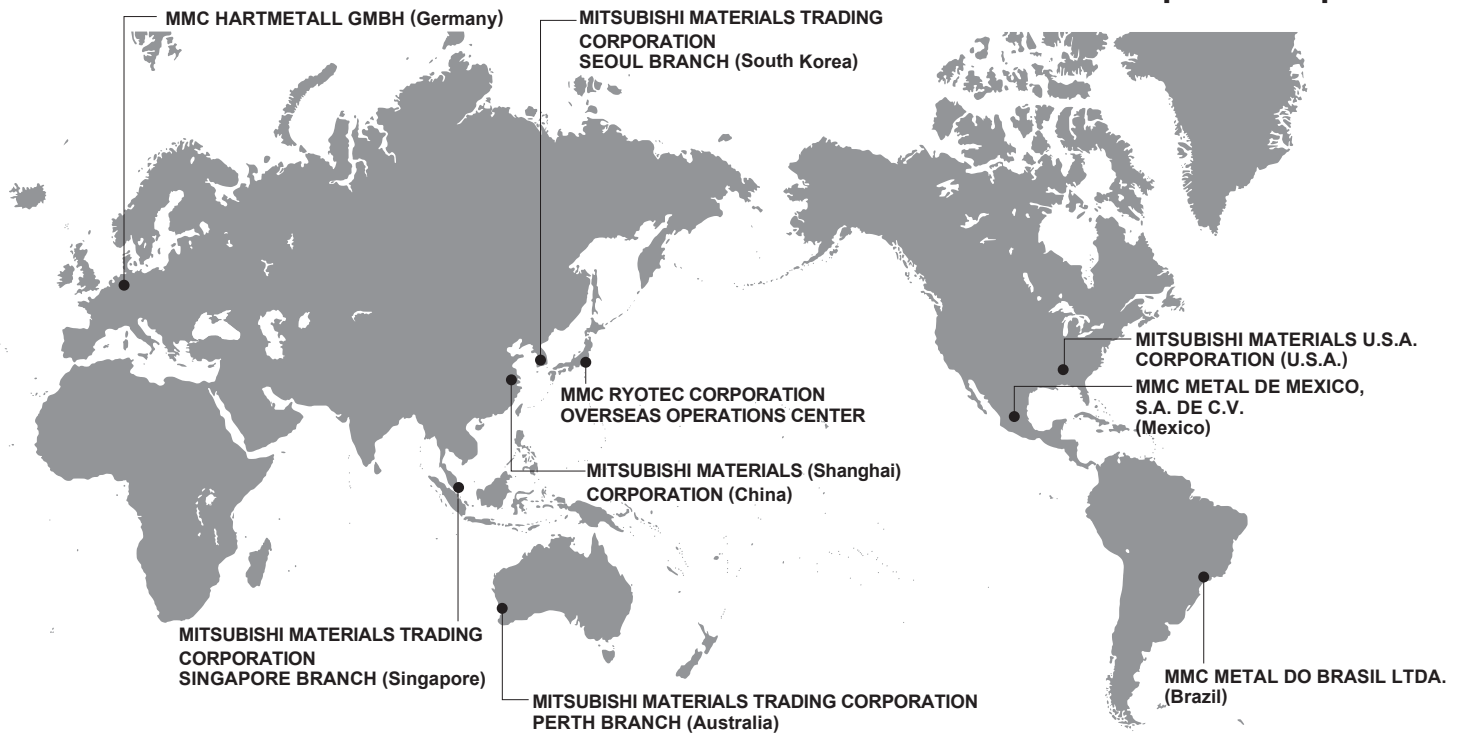 MMC HARTMETALL GMBH (Germany)
MITSUBISHI MATERIALS TRADING
CORPORATION
SEOUL BRANCH (South Korea)
MITSUBISHI MATERIALS U.S.A.
CORPORATION (U.S.A.)
MMC METAL DE MEXICO,
S.A. DE C.V.
(Mexico)
MMC RYOTEC CORPORATION
OVERSEAS OPERATIONS CENTER
MITSUBISHI MATERIALS (Shanghai)
CORPORATION (China)
MITSUBISHI MATERIALS TRADING
CORPORATION
SINGAPORE BRANCH (Singapore)
MITSUBISHI MATERIALS TRADING CORPORATION
PERTH BRANCH (Australia)
MMC METAL DO BRASIL LTDA.
(Brazil)